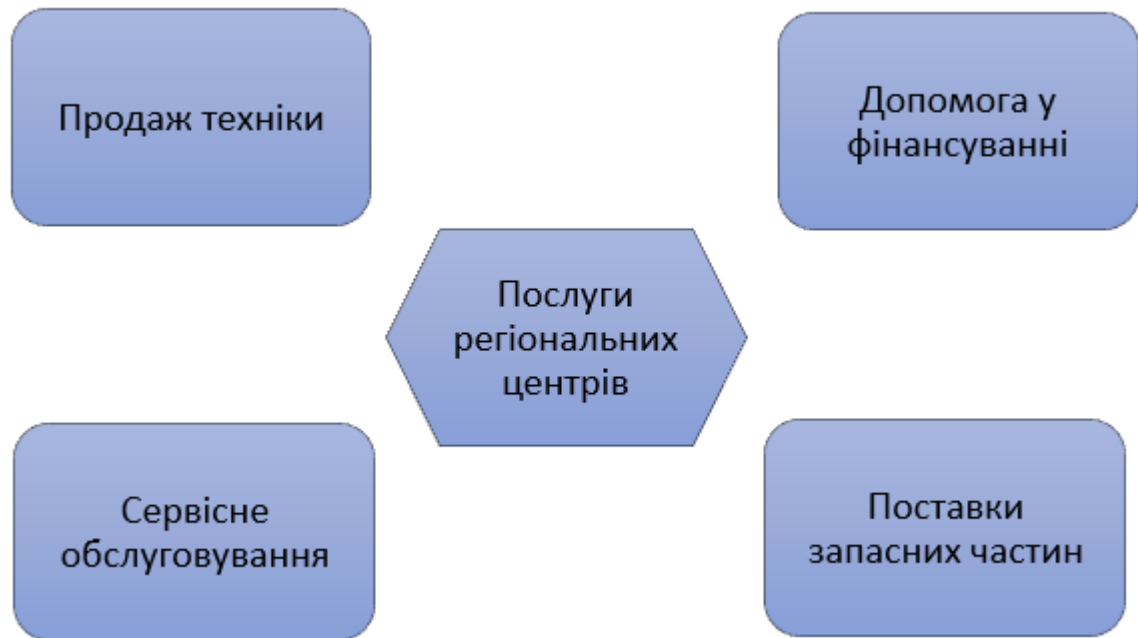 Продаж техніки
Допомога у
фінансуванні
Послуги
регіональних
центрів
Сервісне
обслуговування
Поставки
запасних частин